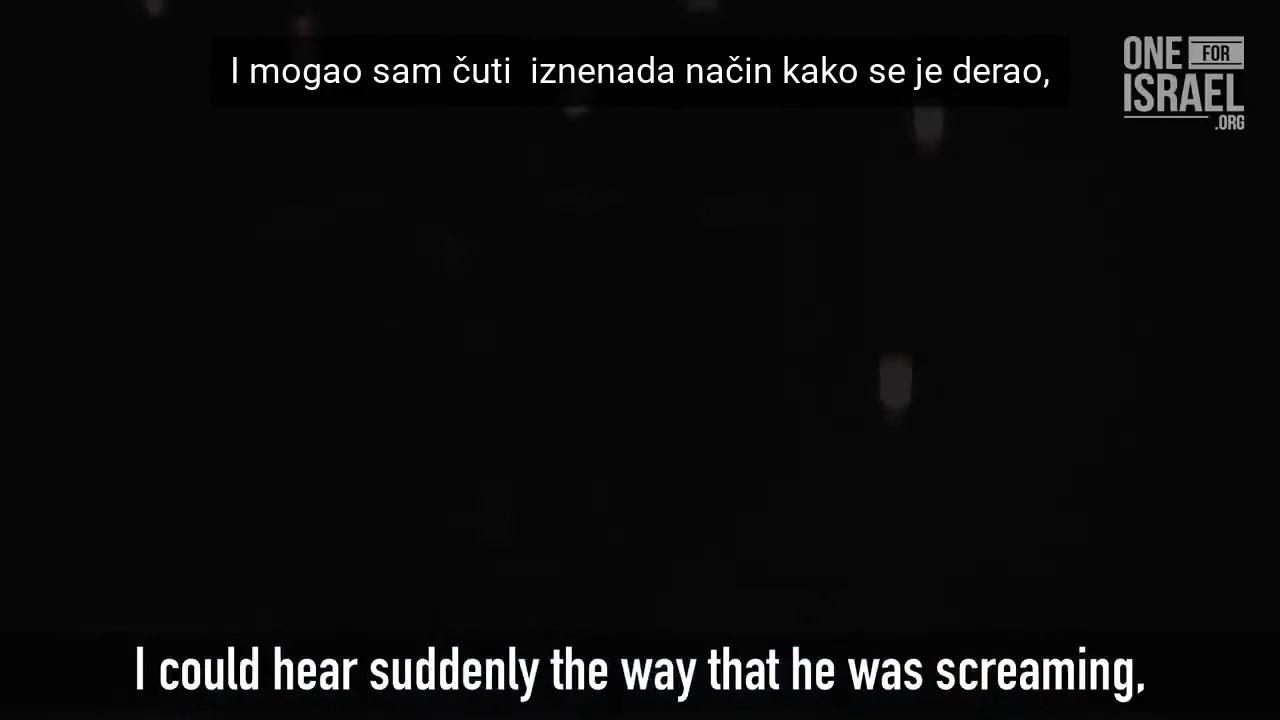 I mogao sam čuti  iznenada način kako se je derao,
ONE FOR
ISRAEL
.ORG
I could hear suddenly the way that he was screaming,